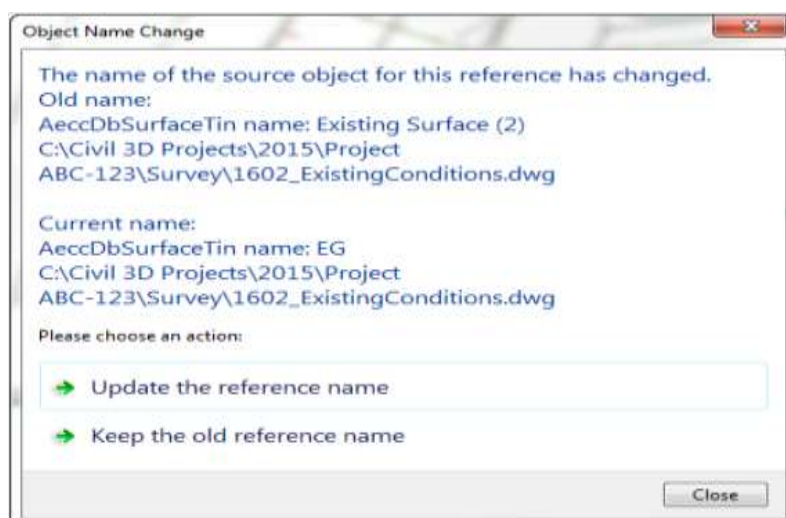 Object Name Change
The name of the source object for this reference has changed.
Old name:
AeccDbSurfaceTin name: Existing Surface (2)
C:\Civil 3D Projects\2015\Project
ABC-123\Survey\1602_ExistingConditions.dwg
Current name:
AeccDbSurfaceTin name: EG
C:\Civil 3D Projects\2015\Project
ABC-123\Survey\1602_ExistingConditions.dwg
Please choose an action:
Update the reference name
Keep the old reference name
Close